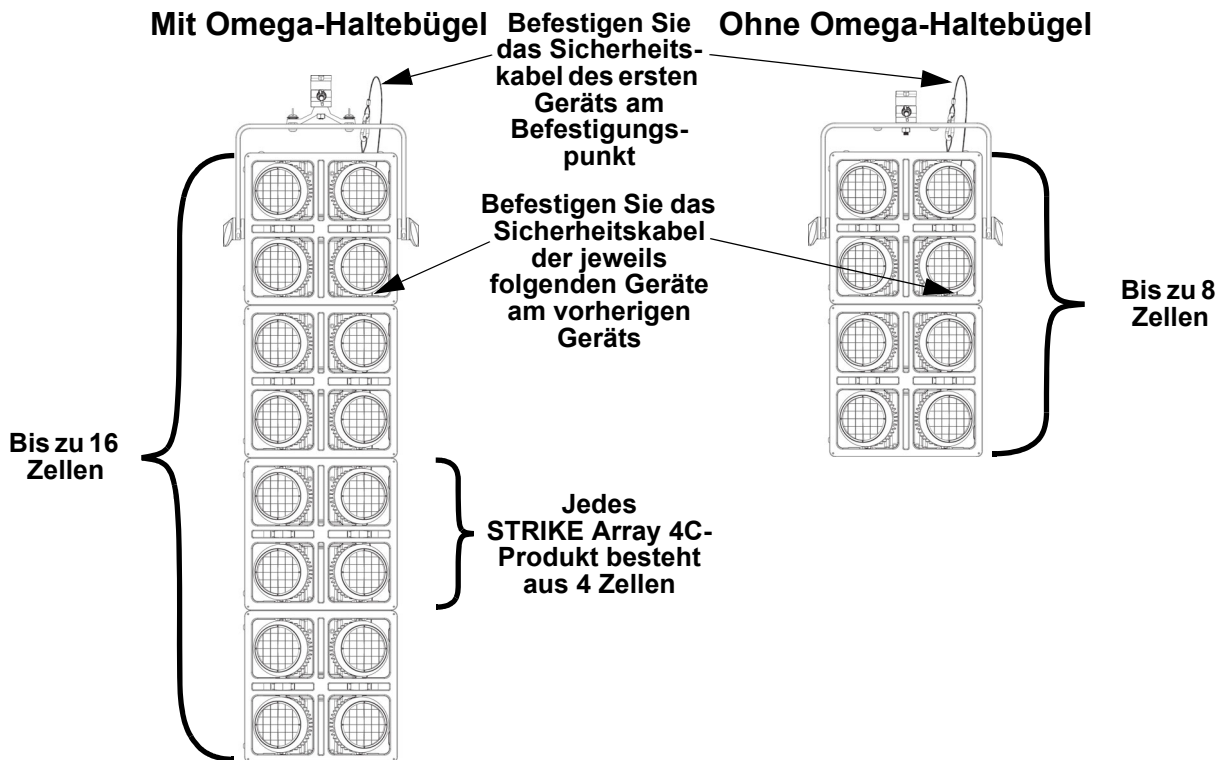 Mit Omega-Haltebügel
Befestigen Sie
das Sicherheits-
kabel des ersten
Geräts am
Befestigungs-
punkt
Ohne Omega-Haltebügel
Befestigen Sie das
Sicherheitskabel
der jeweils
folgenden Geräte
am vorherigen
Geräts
Bis zu 8
Zellen
Bis zu 16
Zellen
Jedes
STRIKE Array 4C-
Produkt besteht
aus 4 Zellen